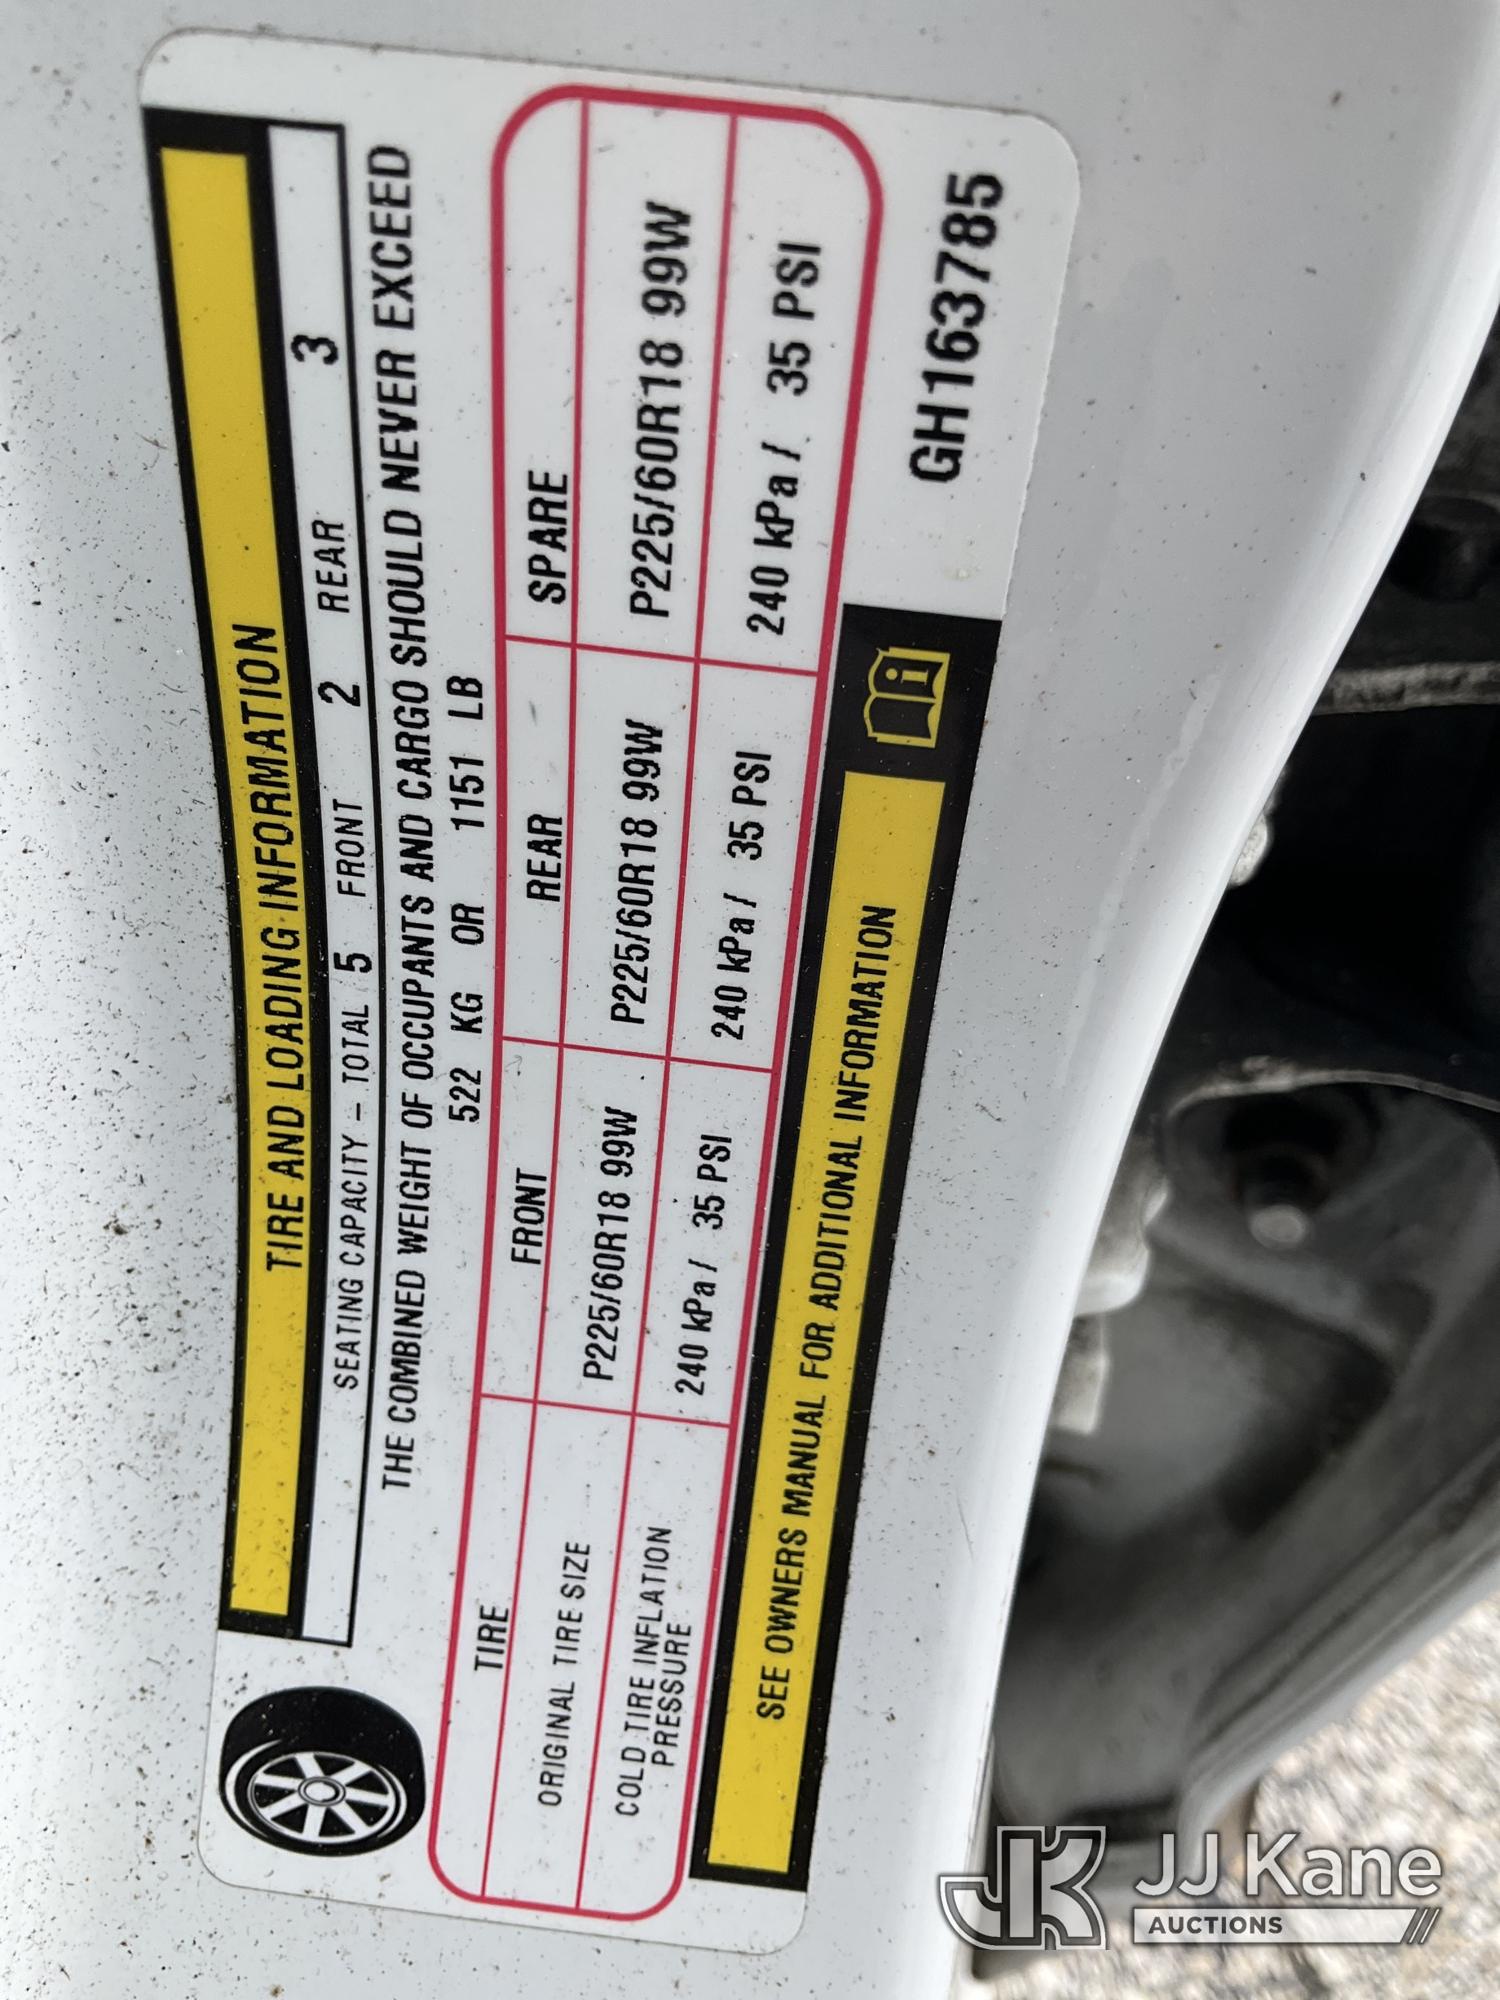 TIRE AND LOADING INFORMATION
SEATING CAPACITY – TOTAL 5 FRONT 2 REAR 3
THE COMBINED WEIGHT OF OCCUPANTS AND CARGO SHOULD NEVER EXCEED
522 KG OR 1151 LB
TIRE FRONT REAR SPARE
ORIGINAL TIRE SIZE P225/60R18 99W P225/60R18 99W P225/60R18 99W
COLD TIRE INFLATION
PRESSURE 240 kPa / 35 PSI 240 kPa / 35 PSI 240 kPa / 35 PSI
SEE OWNERS MANUAL FOR ADDITIONAL INFORMATION
GH163785
JJ Kane
AUCTIONS